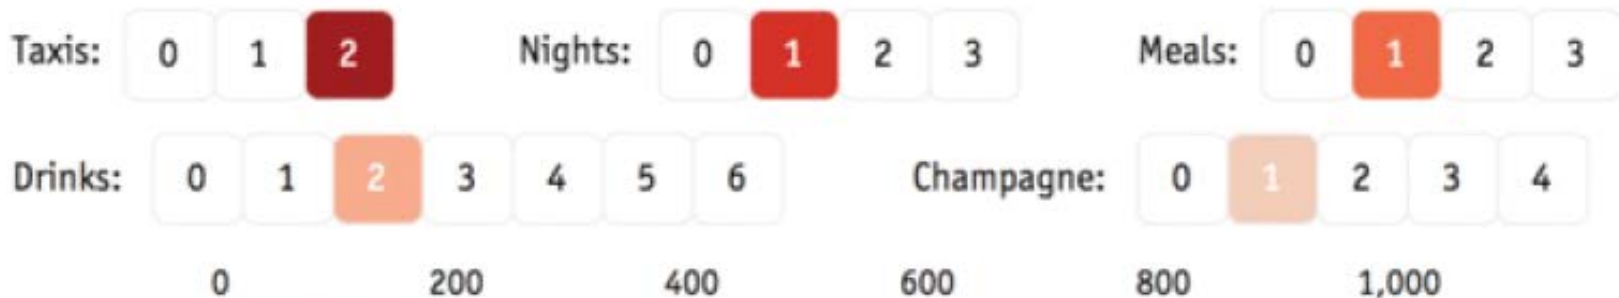 Taxis: 0 1 2 Nights: 0 1 2 3 Meals: 0 1 2 3
Drinks: 0 1 2 3 4 5 6 Champagne: 0 1 2 3 4
0 200 400 600 800 1,000